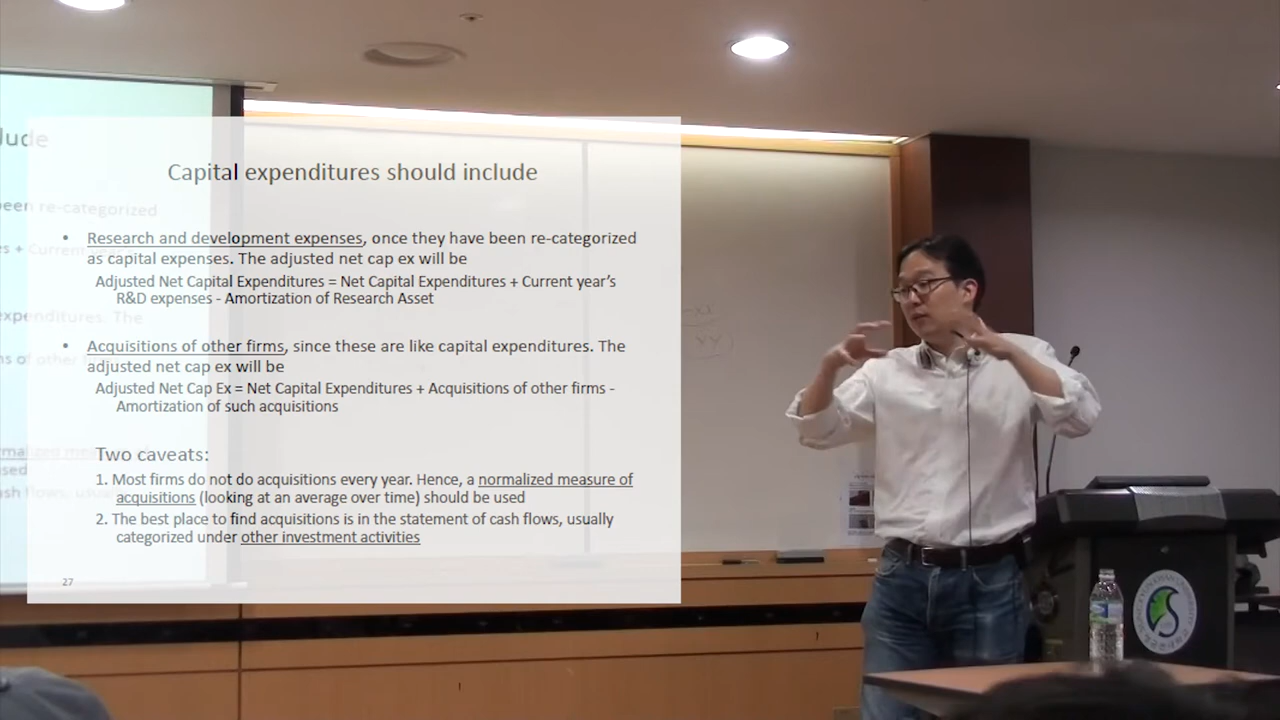 lude
Capital expenditures should include
been re-categorized
• Research and development expenses, once they have been re-categorized
as capital expenses. The adjusted net cap ex will be
Adjusted Net Capital Expenditures = Net Capital Expenditures + Current year's
R&D expenses - Amortization of Research Asset
• Acquisitions of other firms, since these are like capital expenditures. The
adjusted net cap ex will be
Adjusted Net Cap Ex = Net Capital Expenditures + Acquisitions of other firms -
Amortization of such acquisitions
Two caveats:
1. Most firms do not do acquisitions every year. Hence, a normalized measure of
acquisitions (looking at an average over time) should be used
2. The best place to find acquisitions is in the statement of cash flows, usually
categorized under other investment activities
27